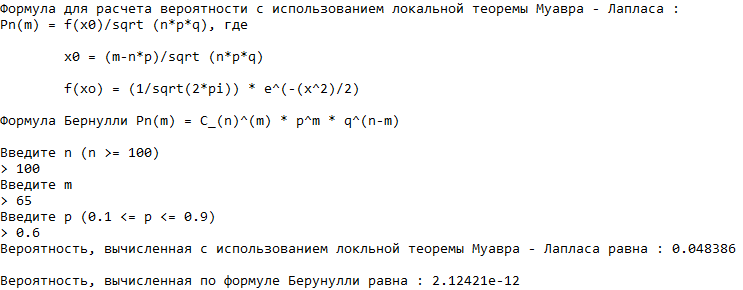 Формула для расчета вероятности с использованием локальной теоремы Муавра - Лапласа :
Pn(m) = f(x0)/sqrt (n*p*q), где
x0 = (m-n*p)/sqrt (n*p*q)
f(xo) = (1/sqrt(2*pi)) * e^(-(x^2)/2)
Формула Бернулли Pn(m) = C_(n)^(m) * p^m * q^(n-m)
Введите n (n >= 100)
> 100
Введите m
> 65
Введите p (0.1 <= p <= 0.9)
> 0.6
Вероятность, вычисленная с использованием локльной теоремы Муавра - Лапласа равна : 0.048386
Вероятность, вычисленная по формуле Берунулли равна : 2.12421e-12